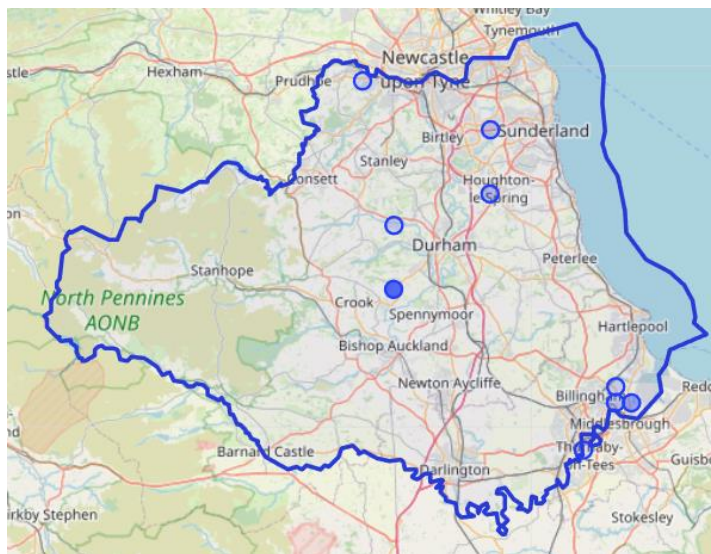 Whitley Bay
Tynemouth
Newcastle
upon Tyne
Hexham
Prudhoe
Birtley
Sunderland
Stanley
Consett
Houghton-
le-Spring
Durham
Stanhope
Peterlee
North Pennines
AONB
Crook
Spennymoor
Hartlepool
Bishop Auckland
Newton Aycliffe
Billingh
Redc
Middlesbrough
Barnard Castle
Thornaby-
on-Tees
Darlington
Guisbo
Kirkby Stephen
Stokesley